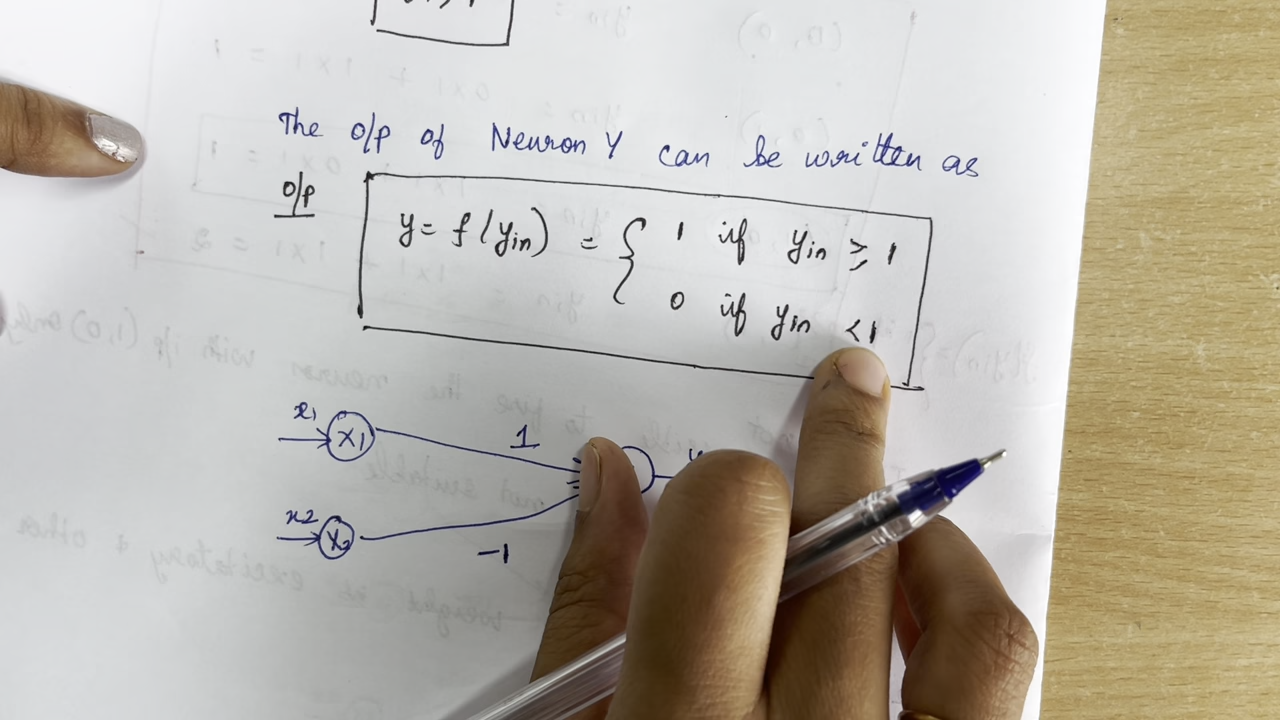 The o/p of Neuron Y can be written as
o/p
y = f(yin) = { 1 if yin ≥ 1
0 if yin < 1
x1 X1 1
x2 X2 -1